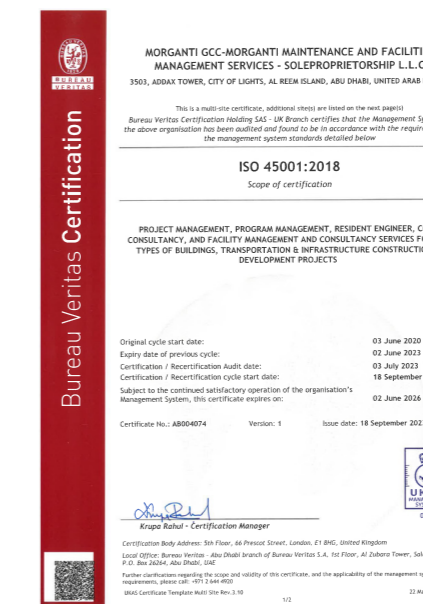 BUREAU
VERITAS
Bureau Veritas Certification
MORGANTI GCC-MORGANTI MAINTENANCE AND FACILITI
MANAGEMENT SERVICES - SOLEPROPRIETORSHIP L.L.C
3503, ADDAX TOWER, CITY OF LIGHTS, AL REEM ISLAND, ABU DHABI, UNITED ARAB
This is a multi-site certificate, additional site(s) are listed on the next page(s)
Bureau Veritas Certification Holding SAS - UK Branch certifies that the Management Sy
the above organisation has been audited and found to be in accordance with the require
the management system standards detailed below
ISO 45001:2018
Scope of certification
PROJECT MANAGEMENT, PROGRAM MANAGEMENT, RESIDENT ENGINEER, C
CONSULTANCY, AND FACILITY MANAGEMENT AND CONSULTANCY SERVICES F
TYPES OF BUILDINGS, TRANSPORTATION & INFRASTRUCTURE CONSTRUCTI
DEVELOPMENT PROJECTS
Original cycle start date: 03 June 2020
Expiry date of previous cycle: 02 June 2023
Certification / Recertification Audit date: 03 July 2023
Certification / Recertification cycle start date: 18 September
Subject to the continued satisfactory operation of the organisation's
Management System, this certificate expires on: 02 June 2026
Certificate No.: AB004074 Version: 1 Issue date: 18 September 202
UK
Krupa Rahul - Certification Manager
Certification Body Address: 5th Floor, 66 Prescot Street, London, E1 8HG, United Kingdom
Local Office: Bureau Veritas - Abu Dhabi branch of Bureau Veritas S.A. 1st Floor, Al Zubara Tower, Sal
P.O. Box 26264, Abu Dhabi, UAE
Further clarifications regarding the scope and validity of this certificate, and the applicability of the management sy
requirements, please call: +971 2 644 4920
UKAS Certificate Template Multi Site Rev.3.10 22 M
1/2